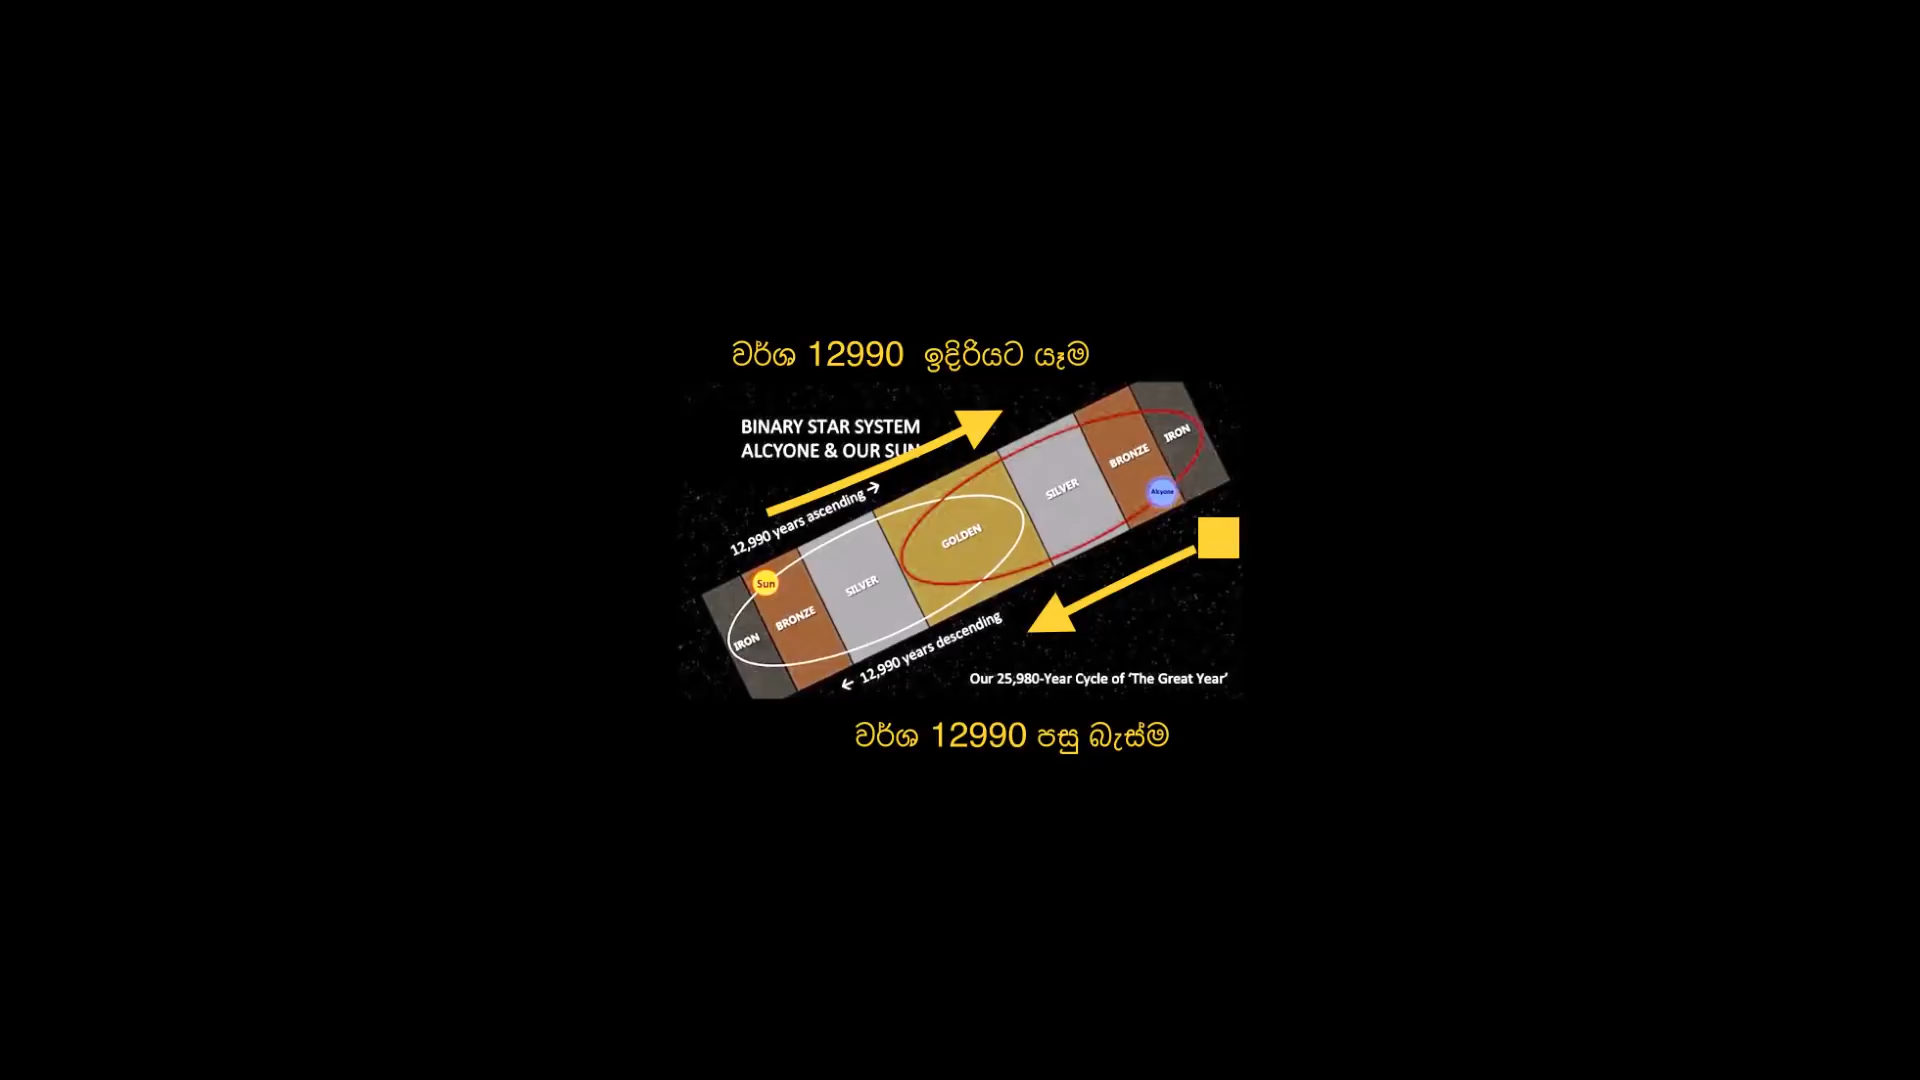 වර්ශ 12990 ඉදිරියට යෑම
BINARY STAR SYSTEM
ALCYONE & OUR SUN
12,990 years ascending →
IRON
BRONZE
SILVER
GOLDEN
SILVER
BRONZE
IRON
Sun
Alcyone
← 12,990 years descending
Our 25,980-Year Cycle of ‘The Great Year’
වර්ශ 12990 පසු බැස්ම